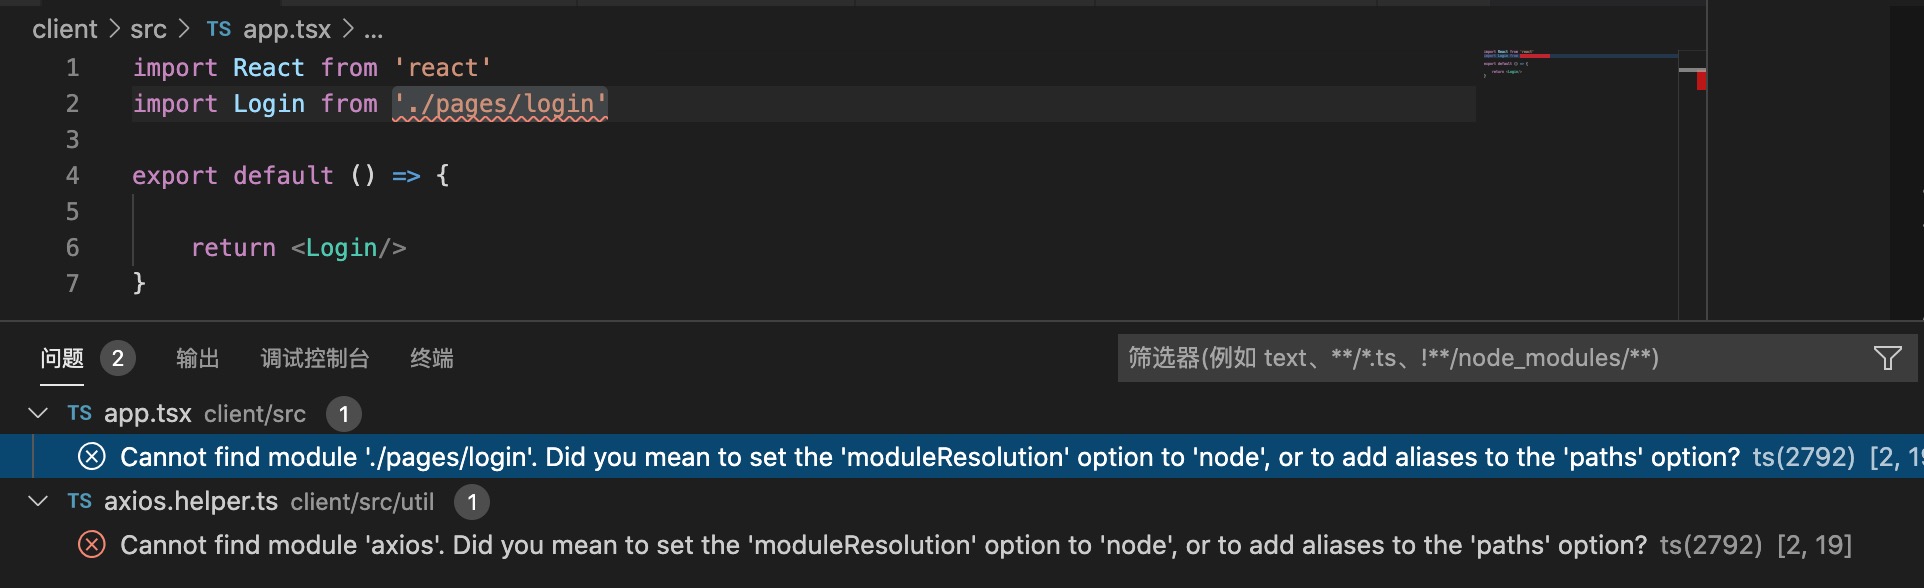 client > src > TS app.tsx > ...
1 import React from 'react'
2 import Login from './pages/login'
3
4 export default () => {
5
6 return <Login/>
7 }
问题 2 输出 调试控制台 终端 筛选器(例如 text、**/*.ts、!**/node_modules/**)
TS app.tsx client/src 1
Cannot find module './pages/login'. Did you mean to set the 'moduleResolution' option to 'node', or to add aliases to the 'paths' option? ts(2792) [2, 19
TS axios.helper.ts client/src/util 1
Cannot find module 'axios'. Did you mean to set the 'moduleResolution' option to 'node', or to add aliases to the 'paths' option? ts(2792) [2, 19]